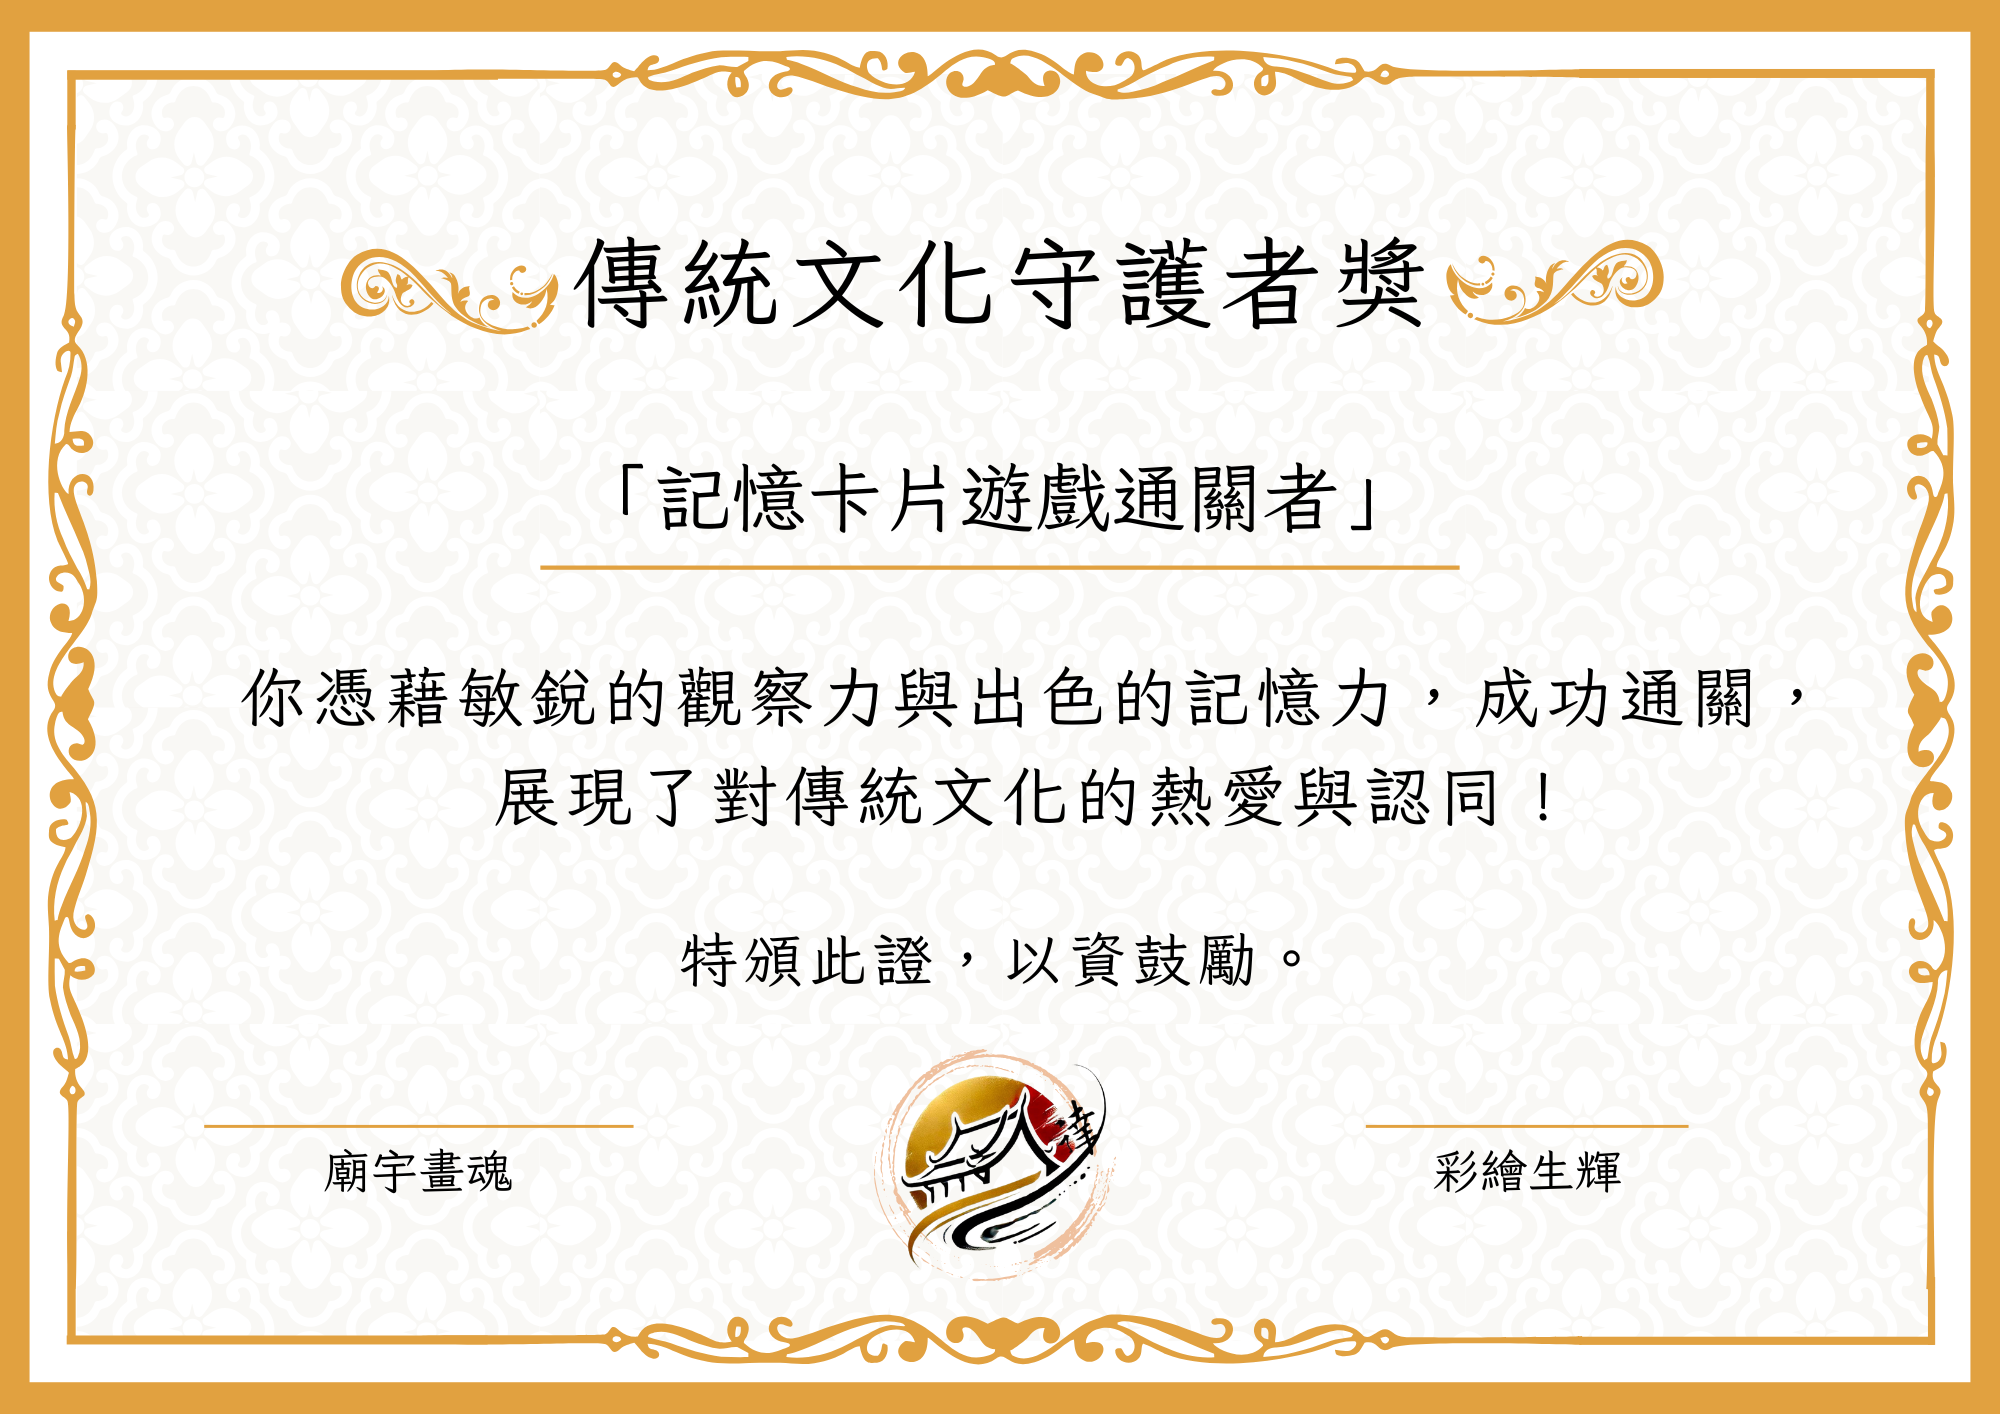 傳統文化守護者獎
「記憶卡片遊戲通關者」
你憑藉敏銳的觀察力與出色的記憶力，成功通關，
展現了對傳統文化的熱愛與認同！
特頒此證，以資鼓勵。
達
廟宇畫魂
彩繪生輝